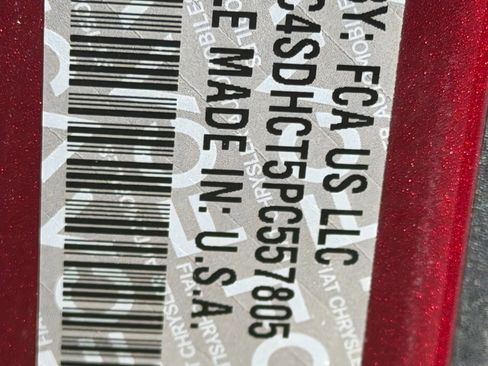 BY: FCA US LLC
C4SDHCT5PC557805
LE MADE IN: U.S.A.